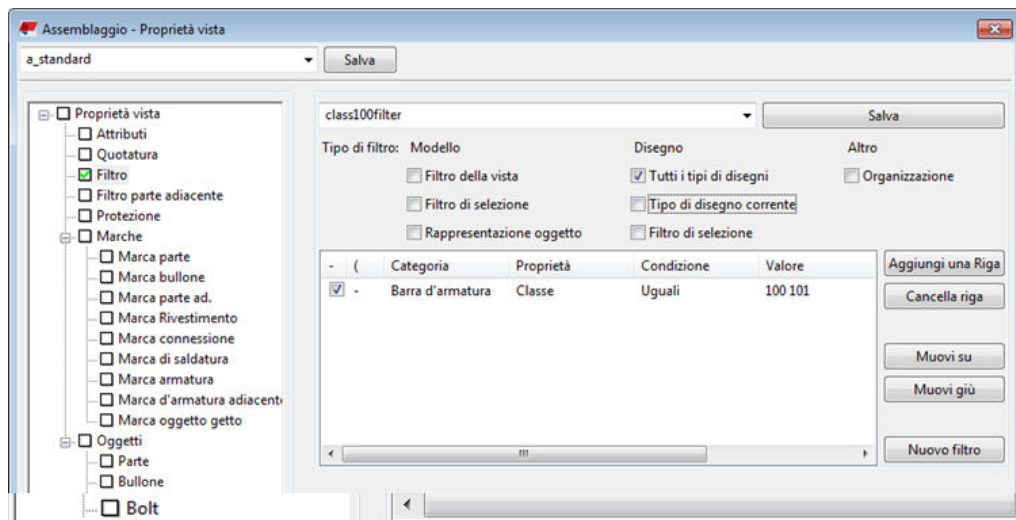 Assemblaggio - Proprietà vista
a_standard
Salva
Proprietà vista
Attributi
Quotatura
Filtro
Filtro parte adiacente
Protezione
Marche
Marca parte
Marca bullone
Marca parte ad.
Marca Rivestimento
Marca connessione
Marca di saldatura
Marca armatura
Marca d'armatura adiacent
Marca oggetto getto
Oggetti
Parte
Bullone
Bolt
class100filter
Salva
Tipo di filtro: Modello Disegno Altro
Filtro della vista Tutti i tipi di disegni Organizzazione
Filtro di selezione Tipo di disegno corrente
Rappresentazione oggetto Filtro di selezione
- ( Categoria Proprietà Condizione Valore
- Barra d'armatura Classe Uguali 100 101
Aggiungi una Riga
Cancella riga
Muovi su
Muovi giù
Nuovo filtro